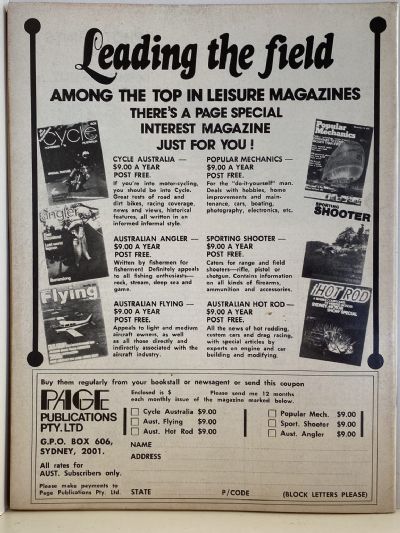 Leading the field
AMONG THE TOP IN LEISURE MAGAZINES
THERE'S A PAGE SPECIAL
INTEREST MAGAZINE
JUST FOR YOU!
Cycle
CYCLE AUSTRALIA —
$9.00 A YEAR
POST FREE.
If you're into motor-cycling,
you should be into Cycle.
Great tests of road and
dirt bikes, racing coverage,
news and views, historical
features, all written in an
informed informal style.
POPULAR MECHANICS —
$9.00 A YEAR
POST FREE.
For the "do-it-yourself" man.
Deals with hobbies, home
improvements and main-
tenance, cars, boating,
photography, electronics, etc.
Popular
Mechanics
angler
AUSTRALIAN ANGLER —
$9.00 A YEAR
POST FREE.
Written by fishermen for
fishermen! Definitely appeals
to all fishing enthusiasts—
rock, stream, deep sea and
game.
SPORTING SHOOTER —
$9.00 A YEAR
POST FREE.
Caters for range and field
shooters—rifle, pistol or
shotgun. Contains information
on all kinds of firearms,
ammunition and accessories.
SPORTING
SHOOTER
Flying
AUSTRALIAN FLYING —
$9.00 A YEAR
POST FREE.
Appeals to light and medium
aircraft owners, as well
as all those directly and
indirectly associated with the
aircraft industry.
AUSTRALIAN HOT ROD —
$9.00 A YEAR
POST FREE.
All the news of hot rodding,
custom cars and drag racing,
with special articles by
experts on engine and car
building and modifying.
HOT ROD
Buy them regularly from your bookstall or newsagent or send this coupon
PAGE
PUBLICATIONS
PTY. LTD
G.P.O. BOX 606,
SYDNEY, 2001.
All rates for
AUST. Subscribers only.
Please make payments to
Page Publications Pty. Ltd.
Enclosed is $ Please send me 12 months
each monthly issue of the magazine marked below.
Cycle Australia $9.00
Aust. Flying $9.00
Aust. Hot Rod $9.00
Popular Mech. $9.00
Sport. Shooter $9.00
Aust. Angler $9.00
NAME
ADDRESS
STATE P/CODE (BLOCK LETTERS PLEASE)